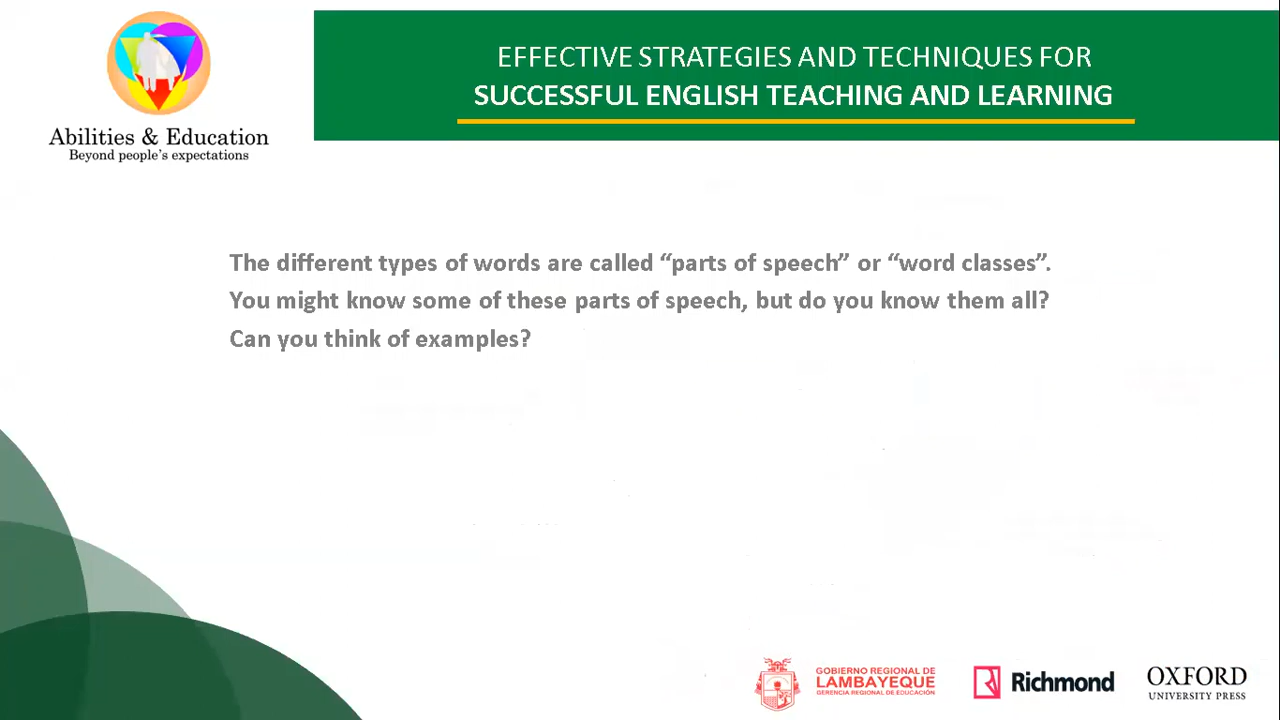 EFFECTIVE STRATEGIES AND TECHNIQUES FOR
SUCCESSFUL ENGLISH TEACHING AND LEARNING
Abilities & Education
Beyond people's expectations
The different types of words are called “parts of speech” or “word classes”.
You might know some of these parts of speech, but do you know them all?
Can you think of examples?
GOBIERNO REGIONAL DE
LAMBAYEQUE
GERENCIA REGIONAL DE EDUCACIÓN
Richmond
OXFORD
UNIVERSITY PRESS